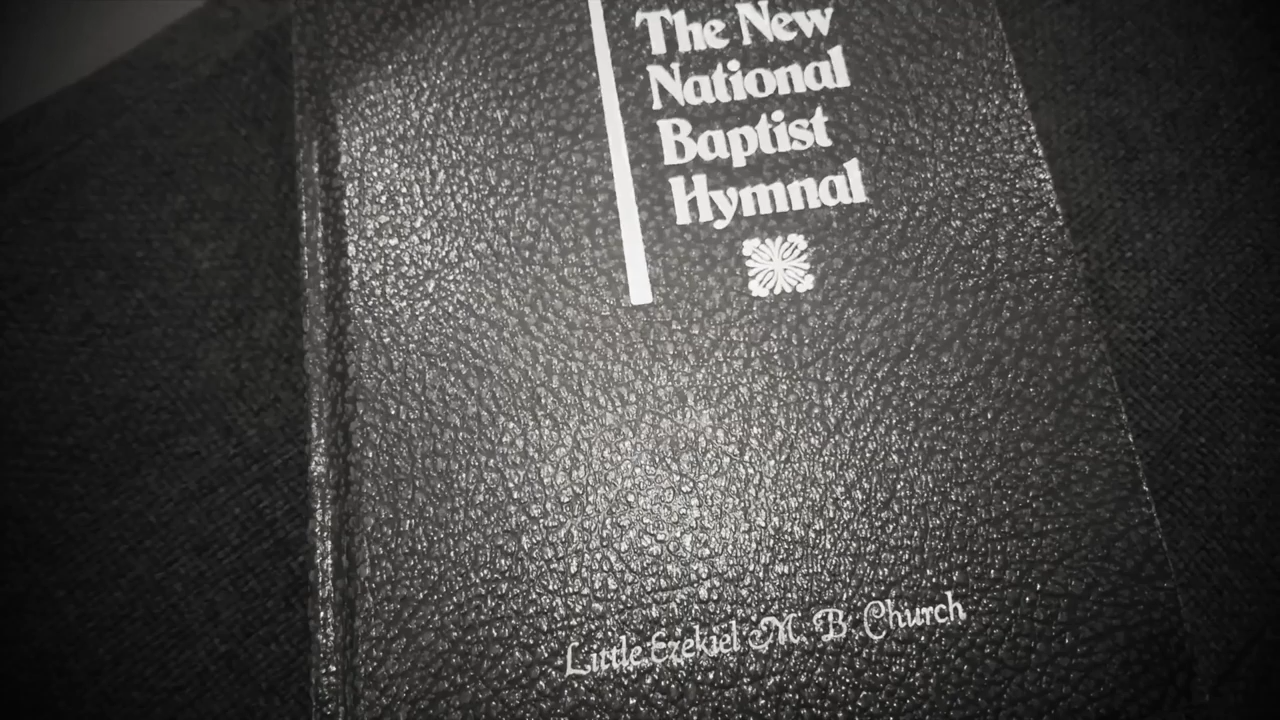 The New
National
Baptist
Hymnal
Little Ezekiel M. B. Church